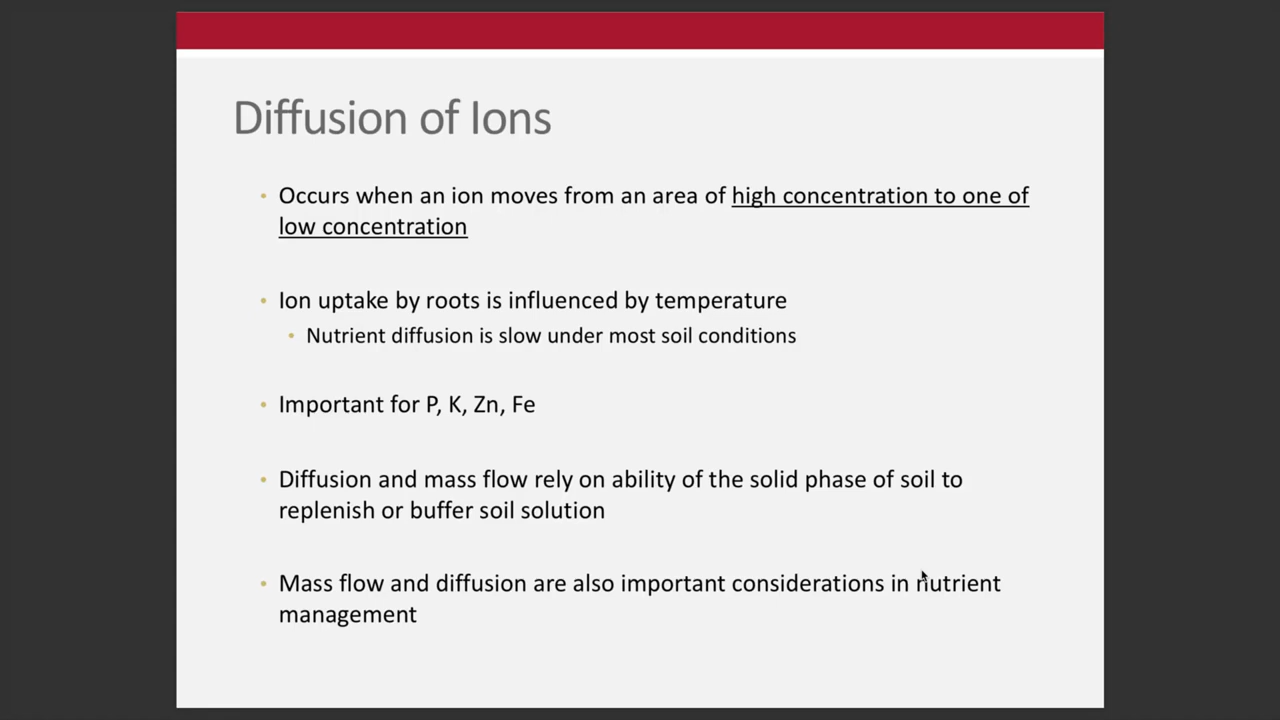 Diffusion of Ions
• Occurs when an ion moves from an area of high concentration to one of
low concentration
• Ion uptake by roots is influenced by temperature
• Nutrient diffusion is slow under most soil conditions
• Important for P, K, Zn, Fe
• Diffusion and mass flow rely on ability of the solid phase of soil to
replenish or buffer soil solution
• Mass flow and diffusion are also important considerations in nutrient
management